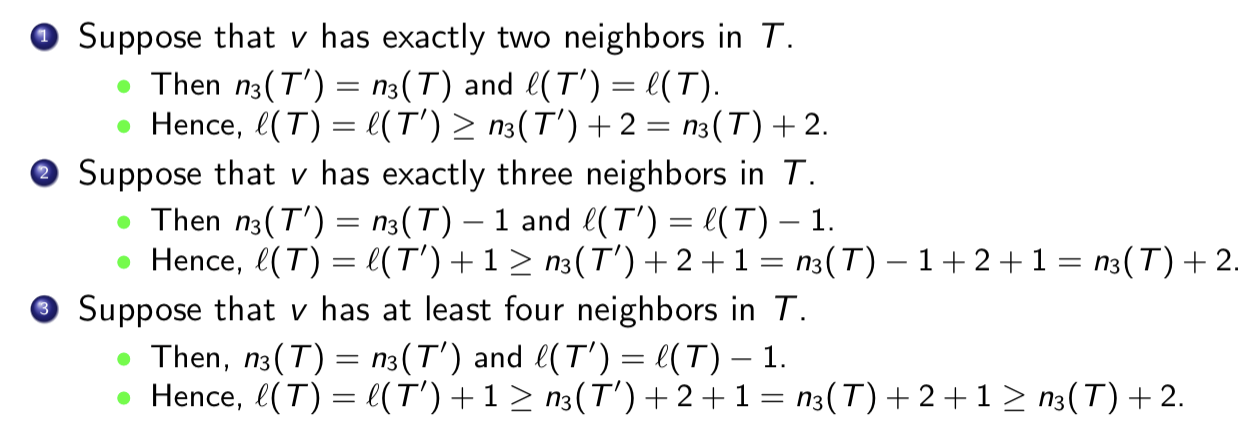 1 Suppose that v has exactly two neighbors in T.
• Then n₃(T′) = n₃(T) and ℓ(T′) = ℓ(T).
• Hence, ℓ(T) = ℓ(T′) ≥ n₃(T′) + 2 = n₃(T) + 2.
2 Suppose that v has exactly three neighbors in T.
• Then n₃(T′) = n₃(T) − 1 and ℓ(T′) = ℓ(T) − 1.
• Hence, ℓ(T) = ℓ(T′) + 1 ≥ n₃(T′) + 2 + 1 = n₃(T) − 1 + 2 + 1 = n₃(T) + 2.
3 Suppose that v has at least four neighbors in T.
• Then, n₃(T) = n₃(T′) and ℓ(T′) = ℓ(T) − 1.
• Hence, ℓ(T) = ℓ(T′) + 1 ≥ n₃(T′) + 2 + 1 = n₃(T) + 2 + 1 ≥ n₃(T) + 2.